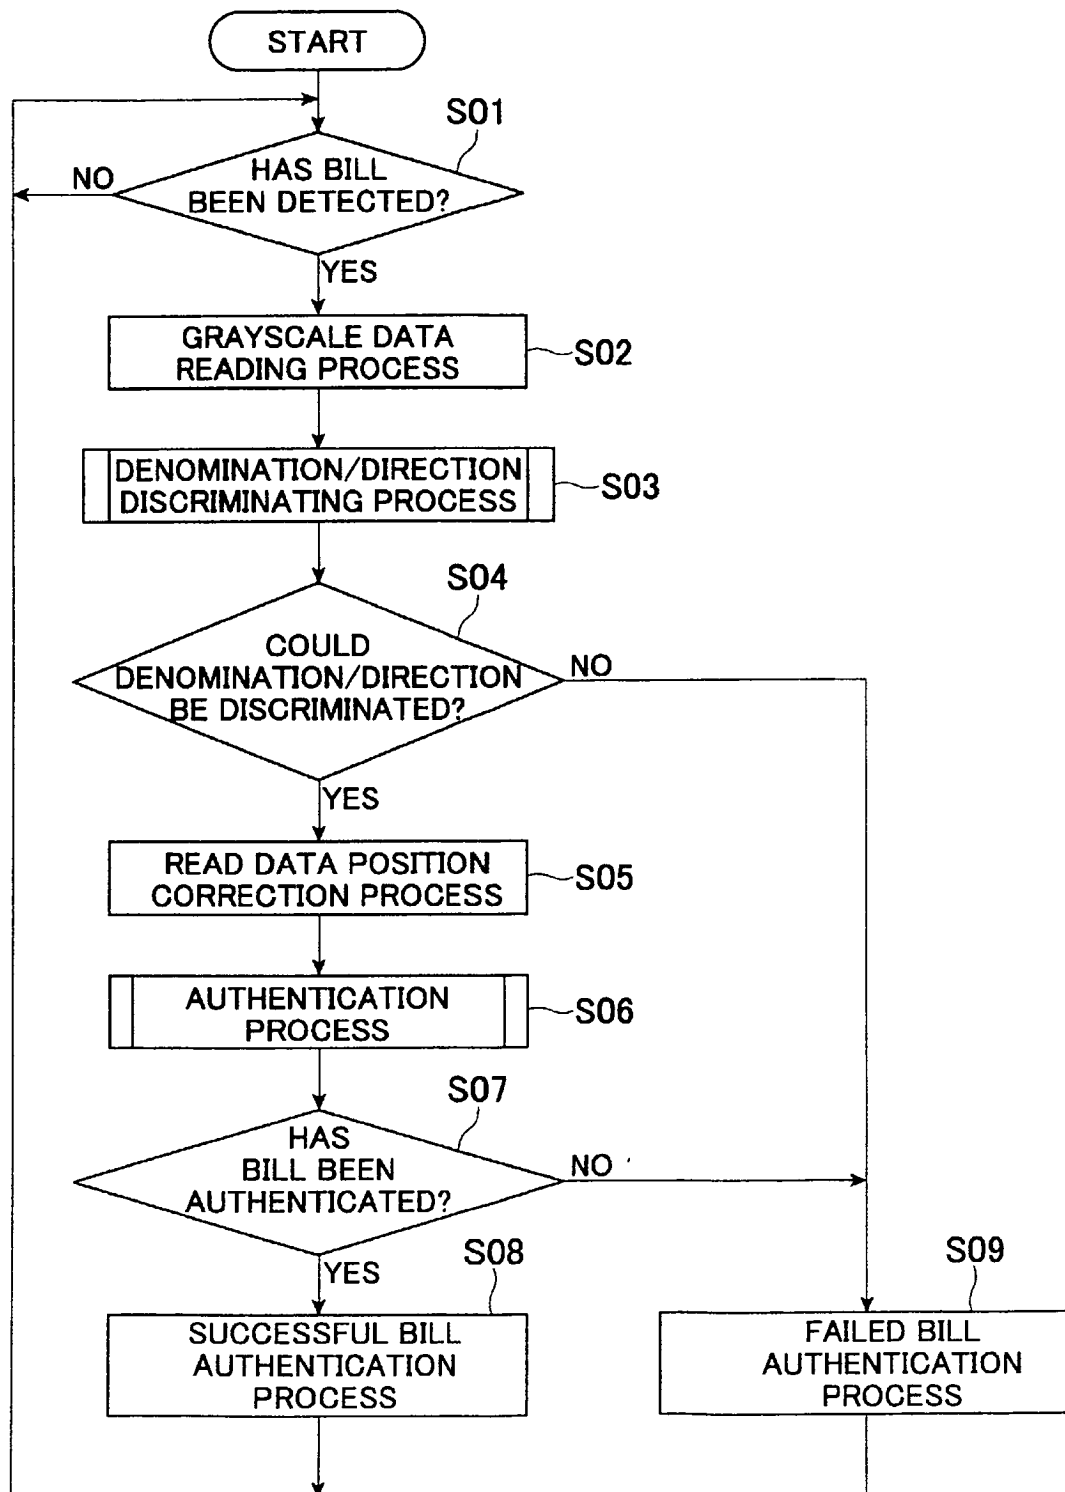 START
S01
HAS BILL
BEEN DETECTED?
NO
YES
GRAYSCALE DATA
READING PROCESS
S02
DENOMINATION/DIRECTION
DISCRIMINATING PROCESS
S03
S04
COULD
DENOMINATION/DIRECTION
BE DISCRIMINATED?
NO
YES
READ DATA POSITION
CORRECTION PROCESS
S05
AUTHENTICATION
PROCESS
S06
S07
HAS
BILL BEEN
AUTHENTICATED?
NO
YES
S08
SUCCESSFUL BILL
AUTHENTICATION
PROCESS
S09
FAILED BILL
AUTHENTICATION
PROCESS